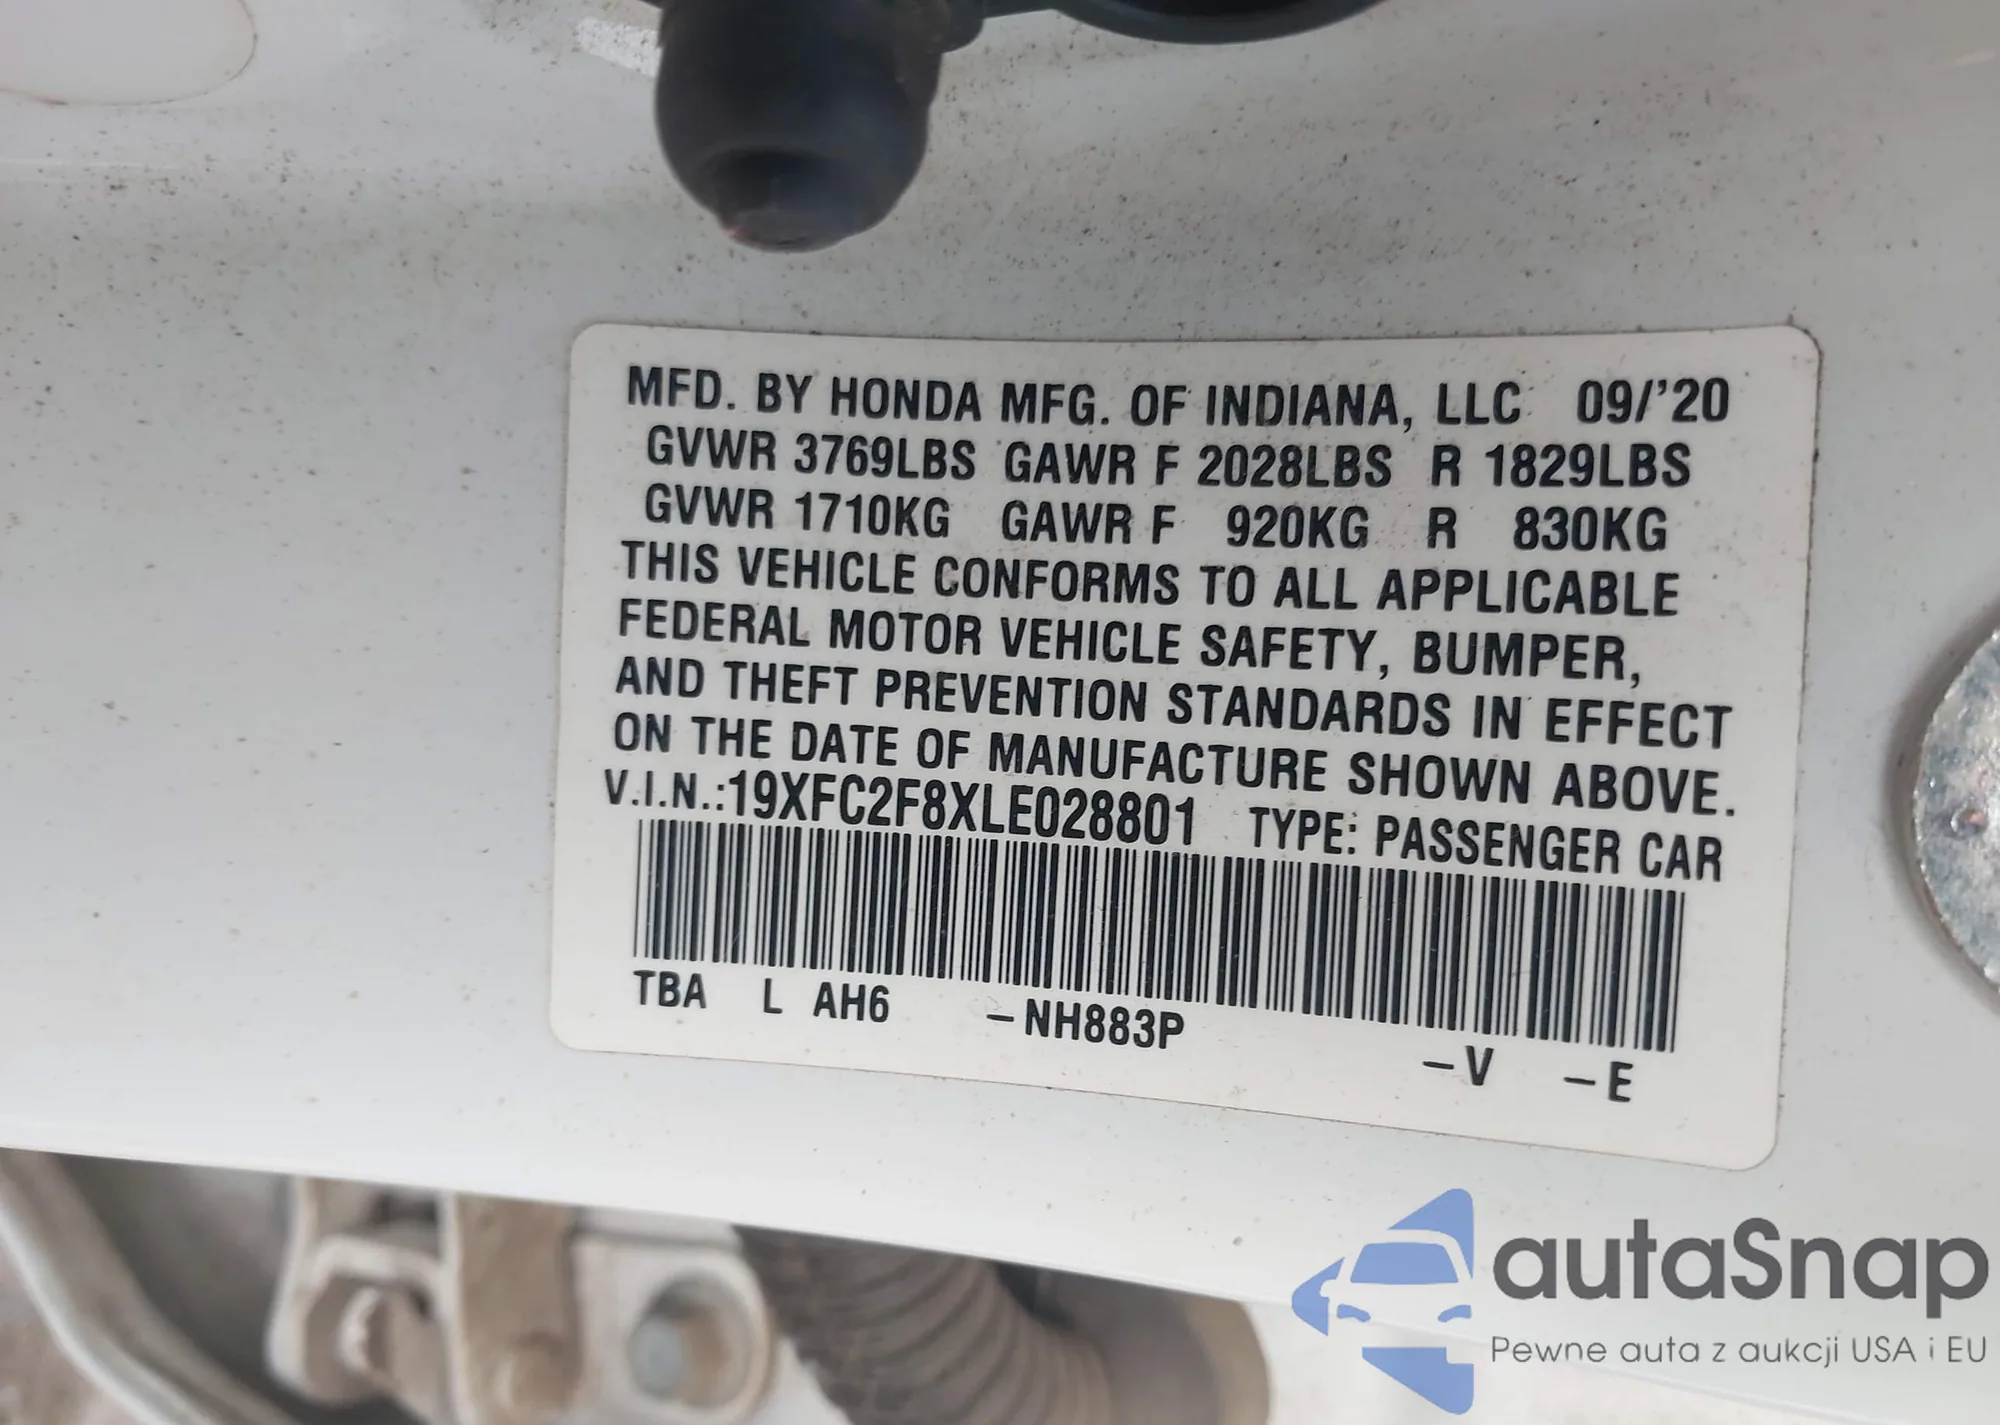 MFD. BY HONDA MFG. OF INDIANA, LLC 09/'20
GVWR 3769LBS GAWR F 2028LBS R 1829LBS
GVWR 1710KG GAWR F 920KG R 830KG
THIS VEHICLE CONFORMS TO ALL APPLICABLE
FEDERAL MOTOR VEHICLE SAFETY, BUMPER,
AND THEFT PREVENTION STANDARDS IN EFFECT
ON THE DATE OF MANUFACTURE SHOWN ABOVE.
V.I.N.:19XFC2F8XLE028801 TYPE: PASSENGER CAR
TBA L AH6 –NH883P –V –E
autaSnap
Pewne auta z aukcji USA i EU